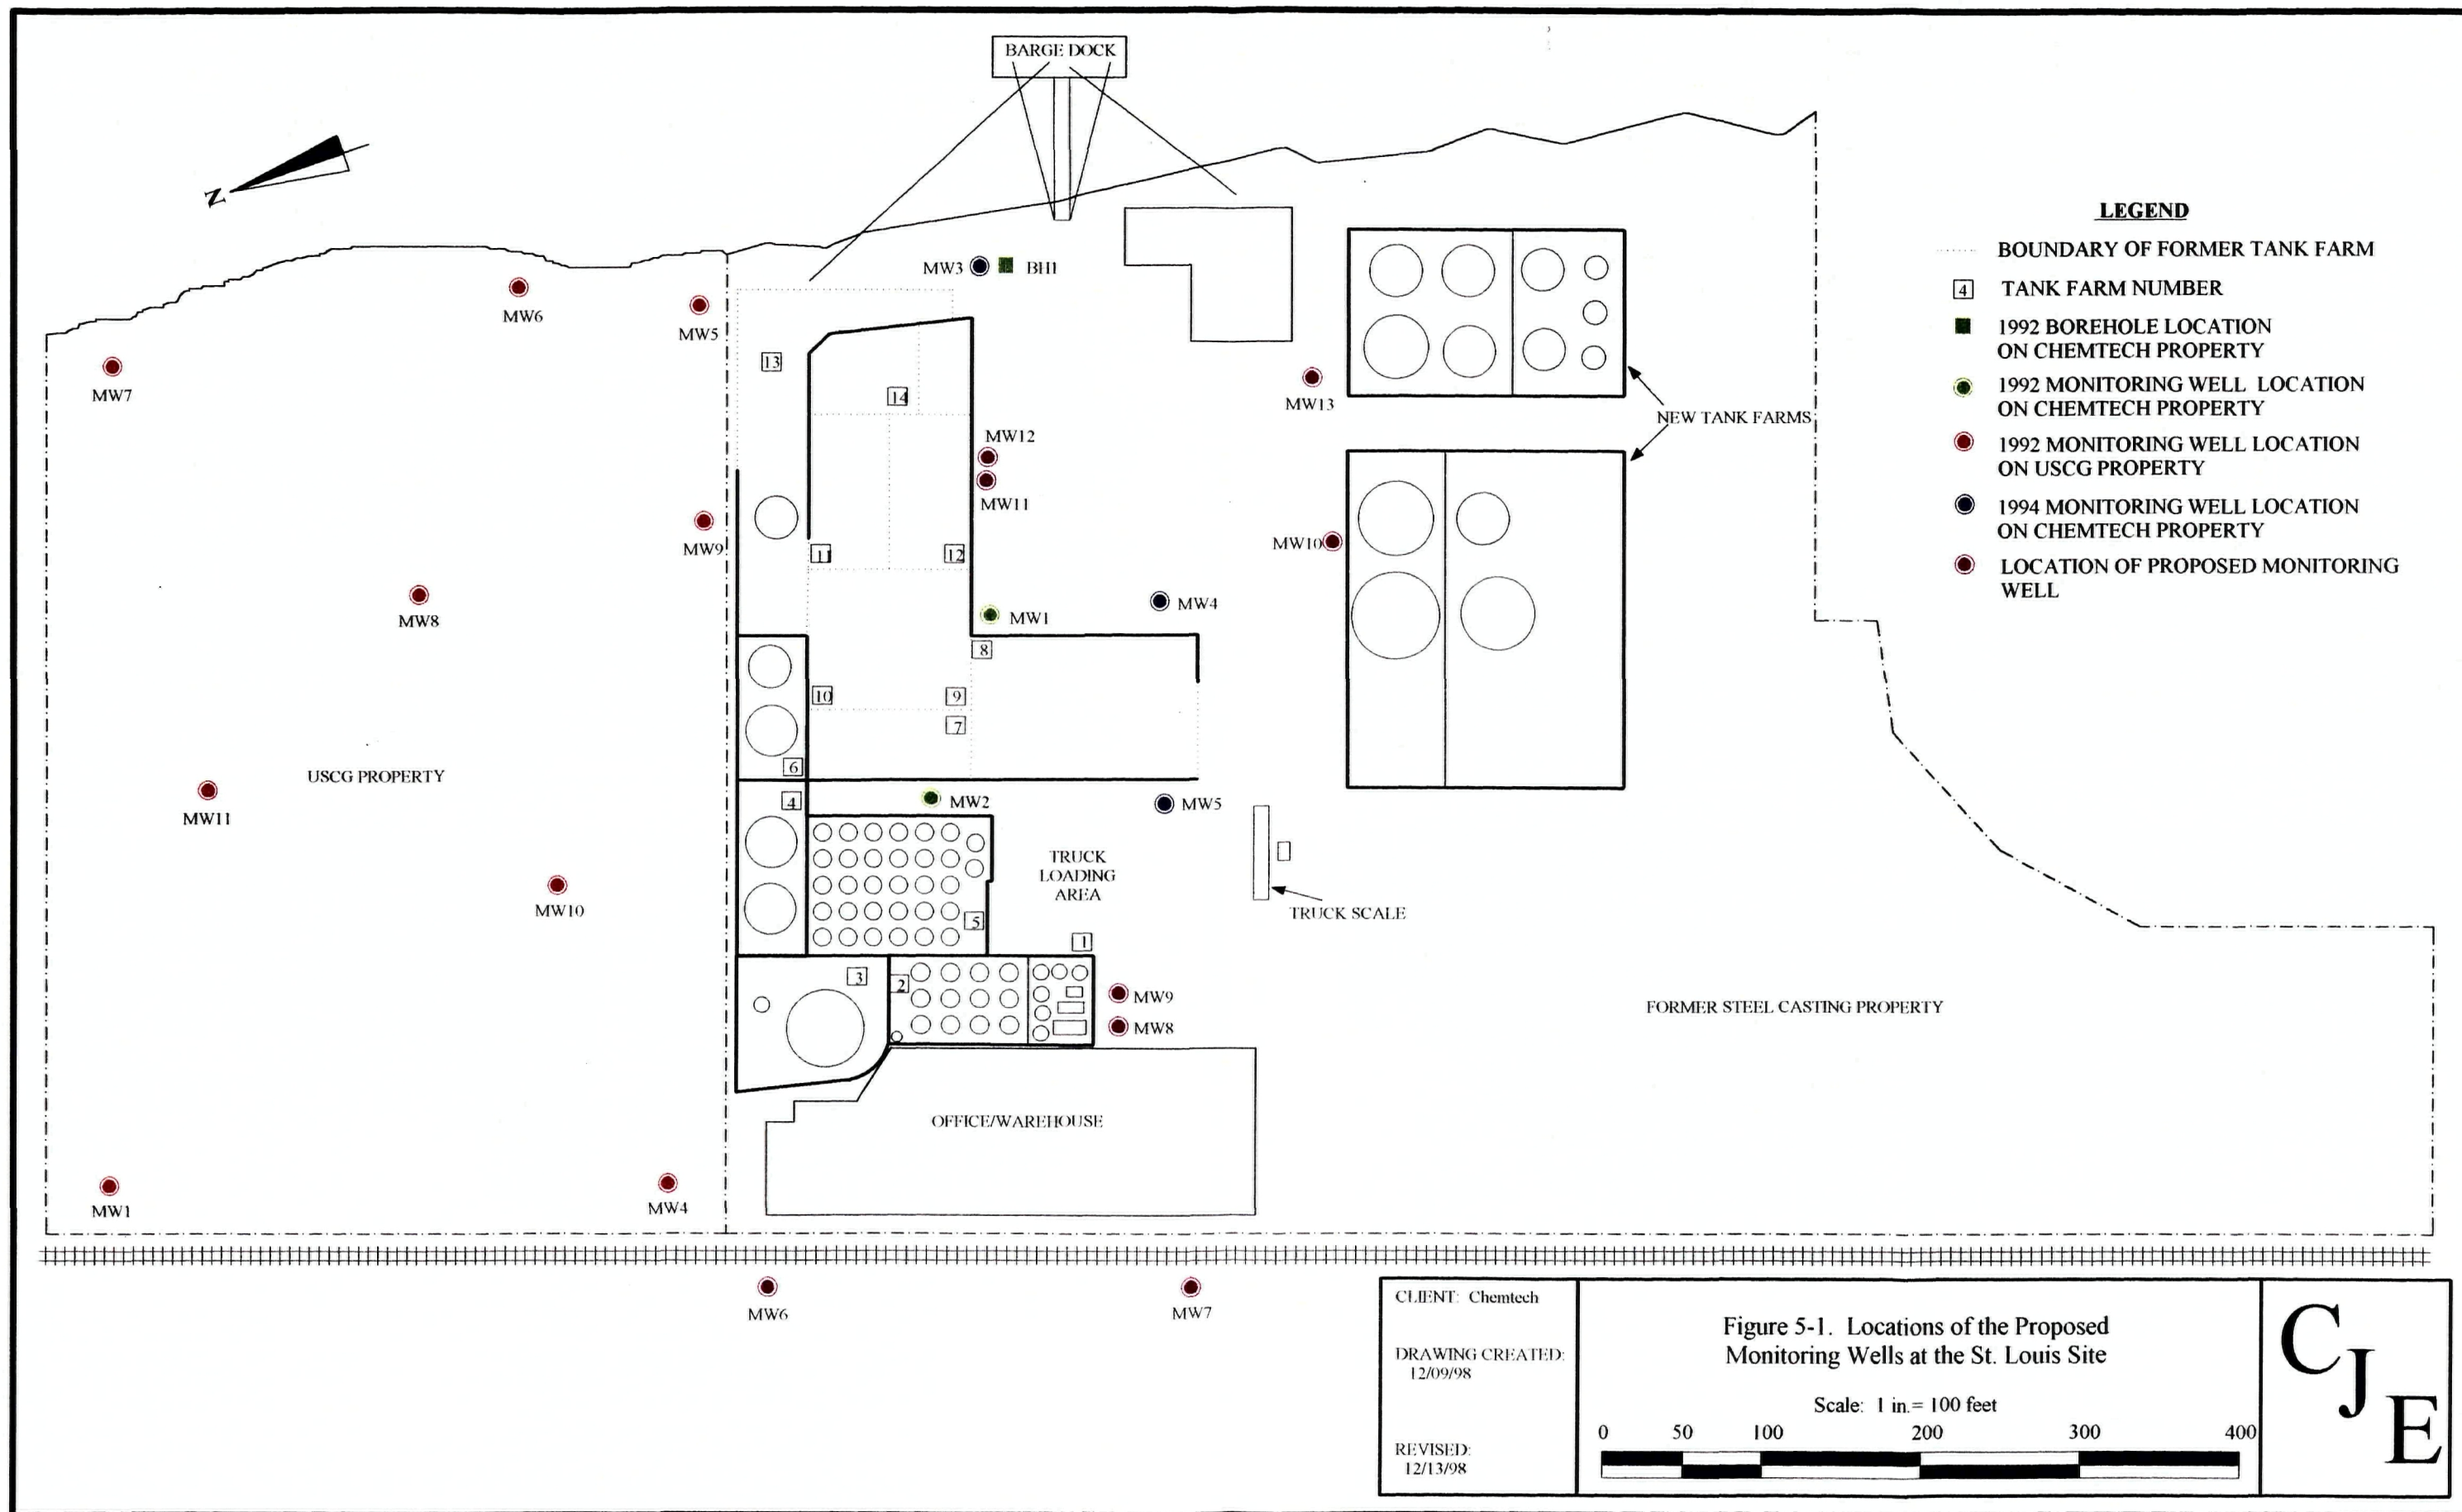 BARGE DOCK
N
MW3
BH1
MW6
MW5
MW7
13
14
MW12
MW11
MW13
NEW TANK FARMS
MW9
11
12
MW10
MW8
MW1
MW4
8
10
9
7
USCG PROPERTY
6
4
MW2
MW5
MW11
TRUCK
LOADING
AREA
MW10
5
TRUCK SCALE
1
3
2
MW9
MW8
FORMER STEEL CASTING PROPERTY
OFFICE/WAREHOUSE
MW1
MW4
MW6
MW7
LEGEND
BOUNDARY OF FORMER TANK FARM
4 TANK FARM NUMBER
1992 BOREHOLE LOCATION
ON CHEMTECH PROPERTY
1992 MONITORING WELL LOCATION
ON CHEMTECH PROPERTY
1992 MONITORING WELL LOCATION
ON USCG PROPERTY
1994 MONITORING WELL LOCATION
ON CHEMTECH PROPERTY
LOCATION OF PROPOSED MONITORING
WELL
CLIENT: Chemtech
DRAWING CREATED:
12/09/98
REVISED:
12/13/98
Figure 5-1. Locations of the Proposed
Monitoring Wells at the St. Louis Site
Scale: 1 in.= 100 feet
0 50 100 200 300 400
CJE